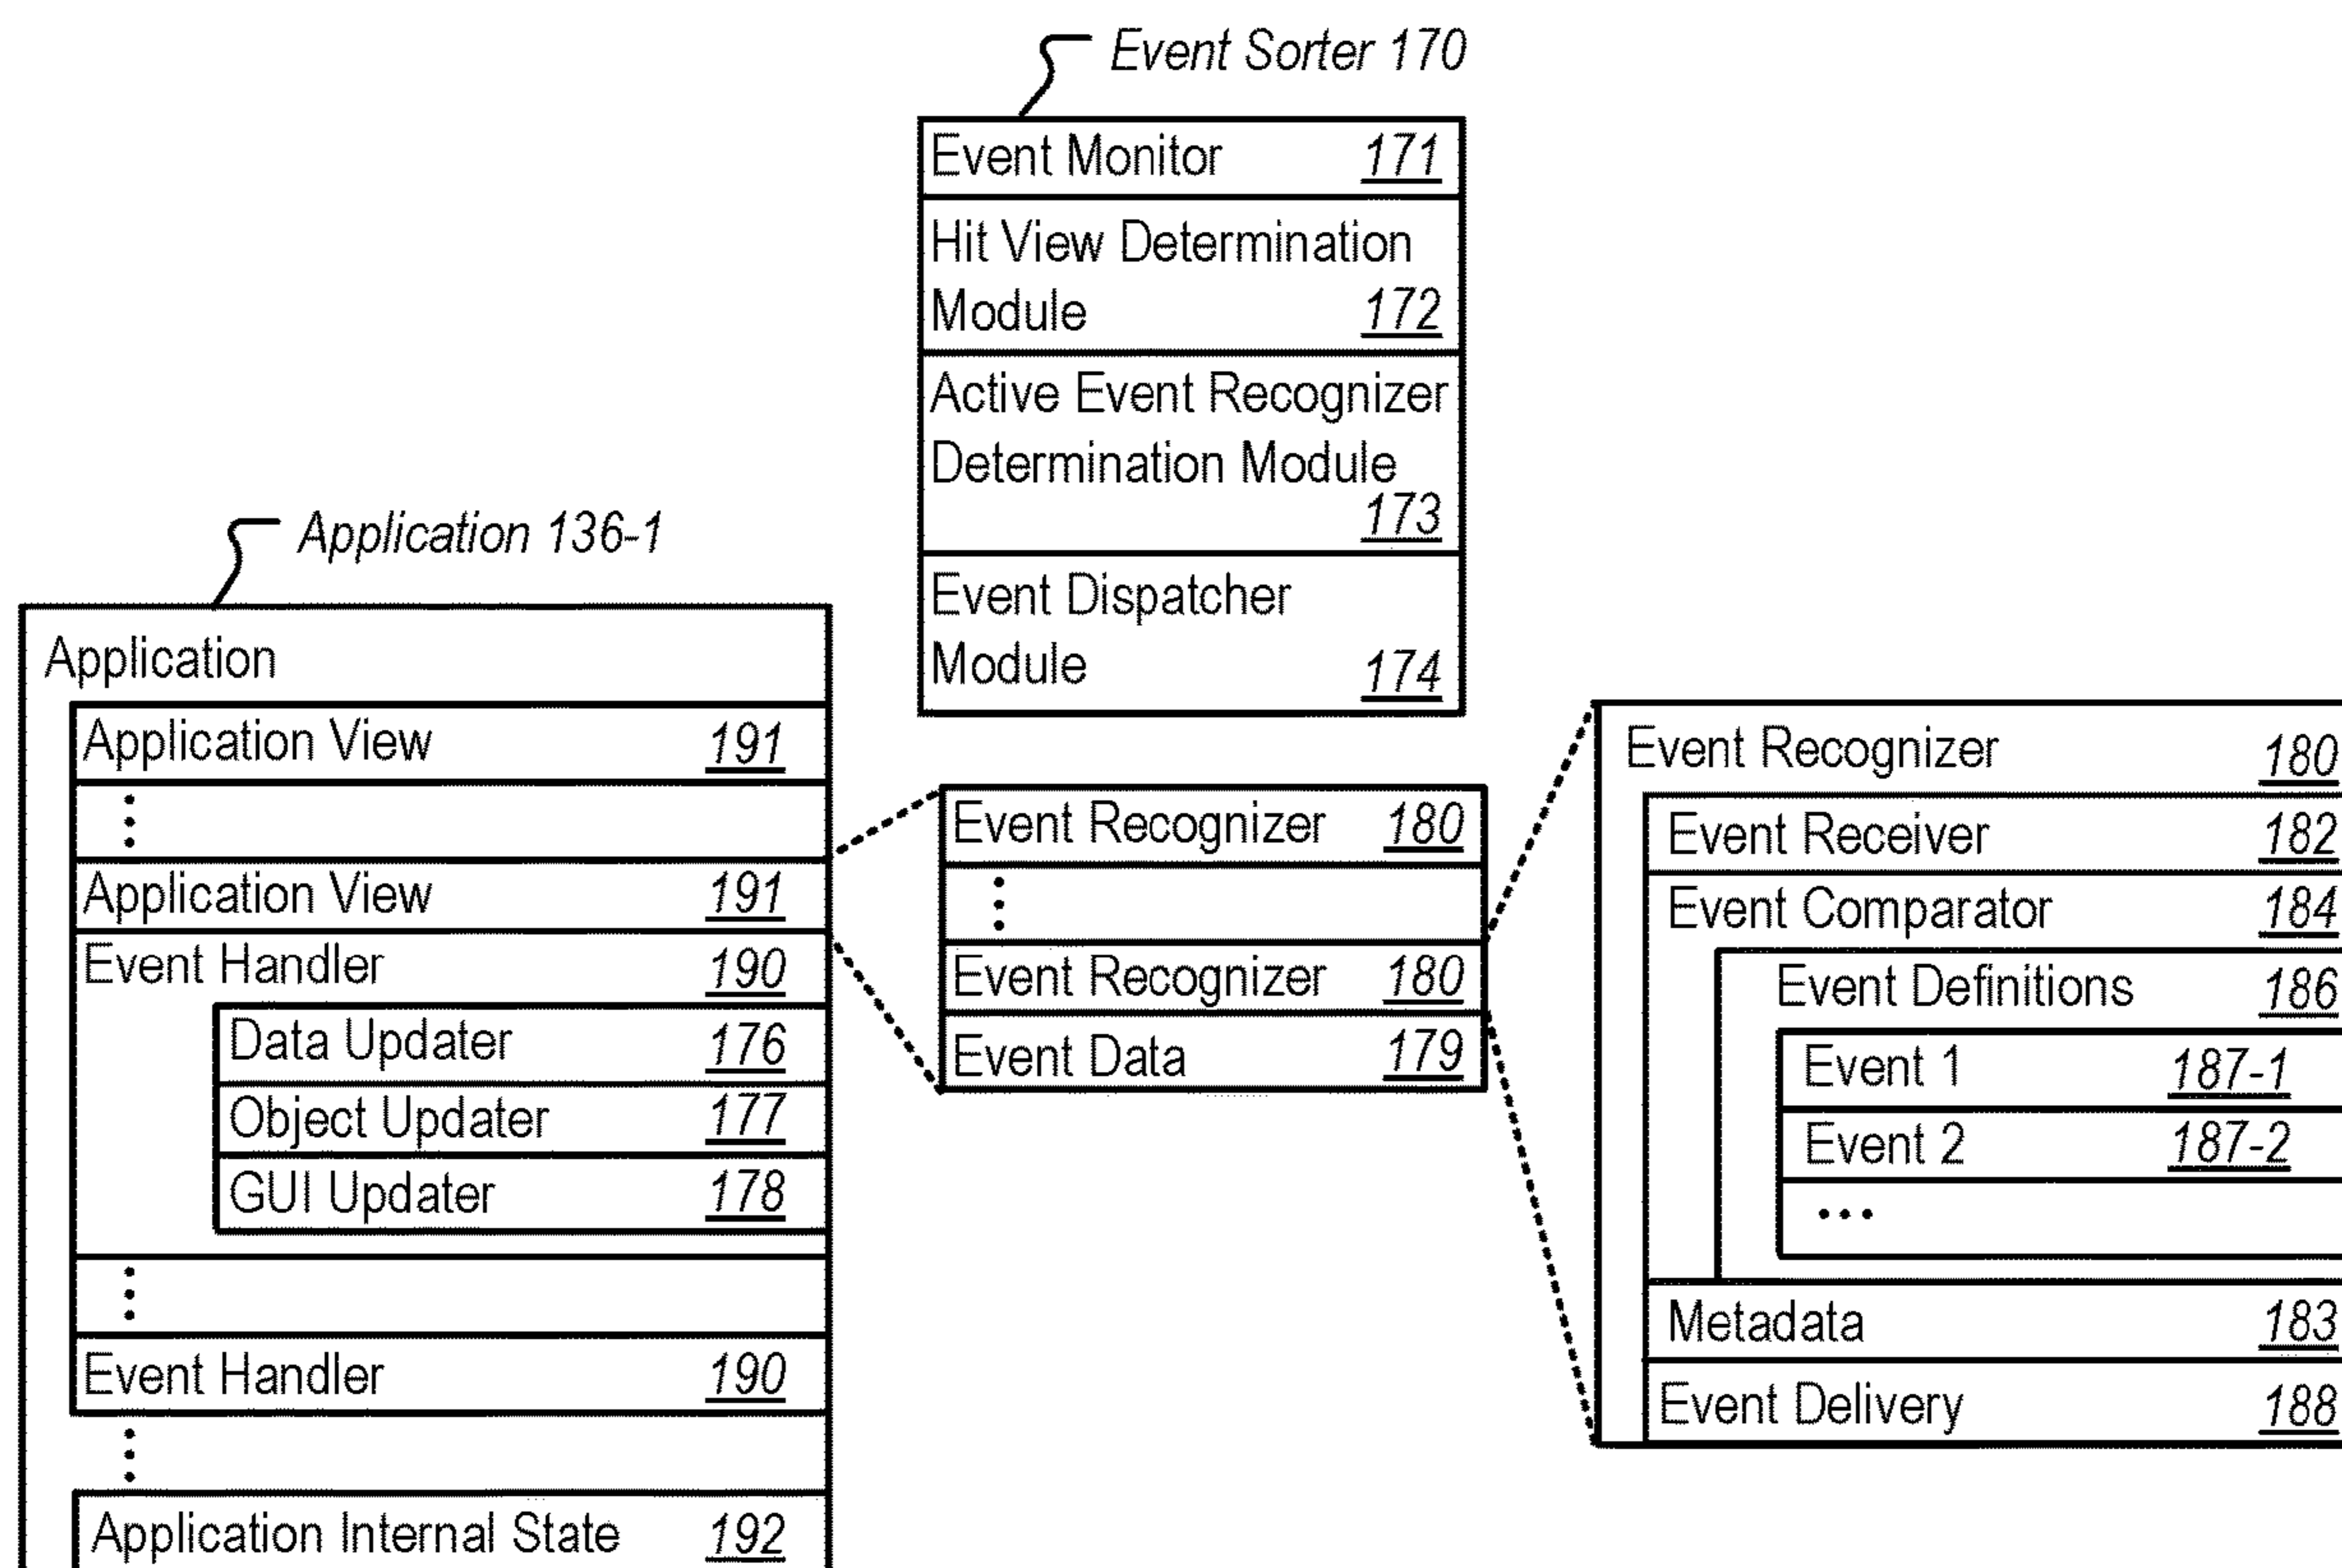 Event Sorter 170
Event Monitor 171
Hit View Determination
Module 172
Active Event Recognizer
Determination Module
173
Event Dispatcher
Module 174
Application 136-1
Application
Application View 191
Application View 191
Event Handler 190
Data Updater 176
Object Updater 177
GUI Updater 178
Event Handler 190
Application Internal State 192
Event Recognizer 180
Event Recognizer 180
Event Data 179
Event Recognizer 180
Event Receiver 182
Event Comparator 184
Event Definitions 186
Event 1 187-1
Event 2 187-2
...
Metadata 183
Event Delivery 188